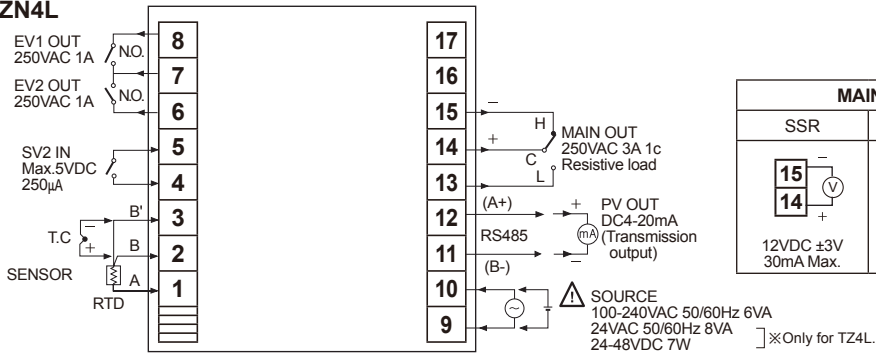 ZN4L
EV1 OUT
250VAC 1A
N.O.
EV2 OUT
250VAC 1A
N.O.
SV2 IN
Max.5VDC
250µA
B'
T.C
−
+
B
SENSOR
A
RTD
8
7
6
5
4
3
2
1
17
16
15
14
13
12
11
10
9
−
H
+
C
L
MAIN OUT
250VAC 3A 1c
Resistive load
(A+)
RS485
(B-)
+
mA
−
PV OUT
DC4-20mA
(Transmission
output)
SOURCE
100-240VAC 50/60Hz 6VA
24VAC 50/60Hz 8VA
24-48VDC 7W
※Only for TZ4L.
SSR
15
14
−
V
+
12VDC ±3V
30mA Max.